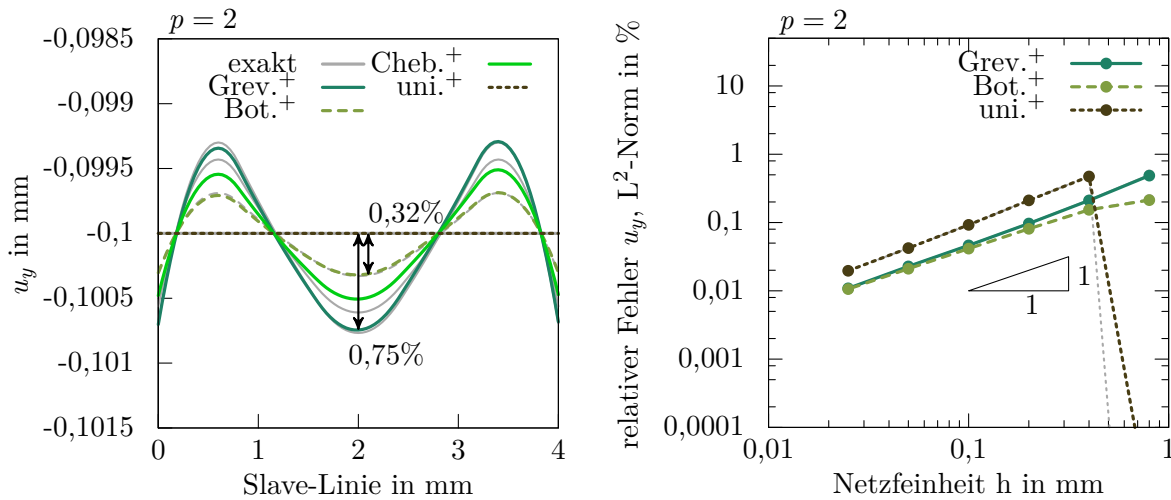 p = 2
-0,0985
-0,099
-0,0995
-0,1
-0,1005
-0,101
-0,1015
u_y in mm
exakt
Grev.⁺
Bot.⁺
Cheb.⁺
uni.⁺
0,32%
0,75%
0
1
2
3
4
Slave-Linie in mm
p = 2
relativer Fehler u_y, L²-Norm in %
10
1
0,1
0,01
0,001
0,0001
Grev.⁺
Bot.⁺
uni.⁺
1
1
0,01
0,1
1
Netzfeinheit h in mm